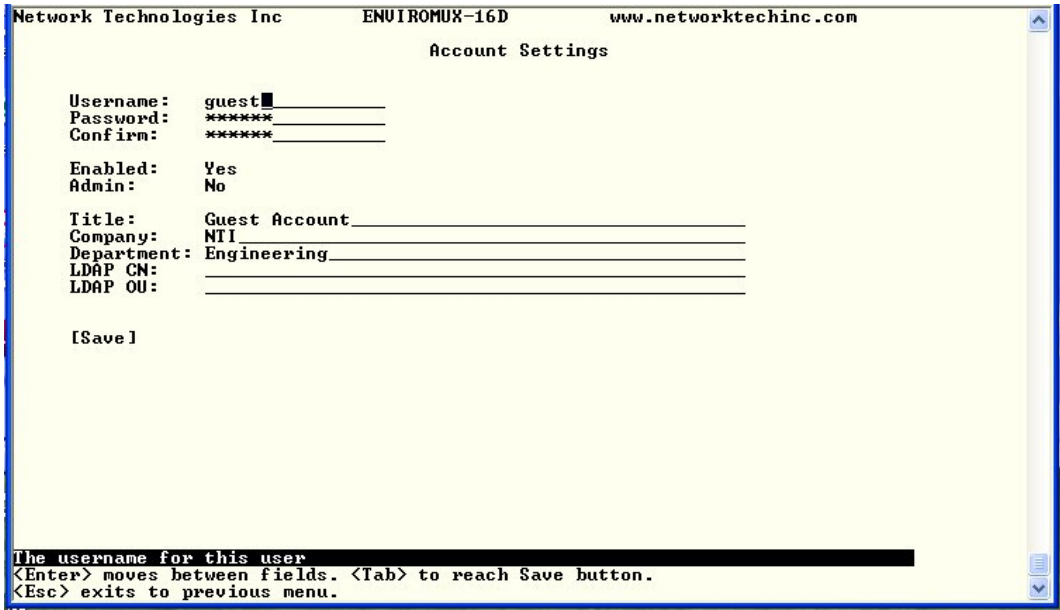 Network Technologies Inc ENVIROMUX-16D www.networktechinc.com
Account Settings
Username: guest
Password: ******
Confirm: ******
Enabled: Yes
Admin: No
Title: Guest Account
Company: NTI
Department: Engineering
LDAP CN:
LDAP OU:
[Save]
The username for this user
<Enter> moves between fields. <Tab> to reach Save button.
<Esc> exits to previous menu.